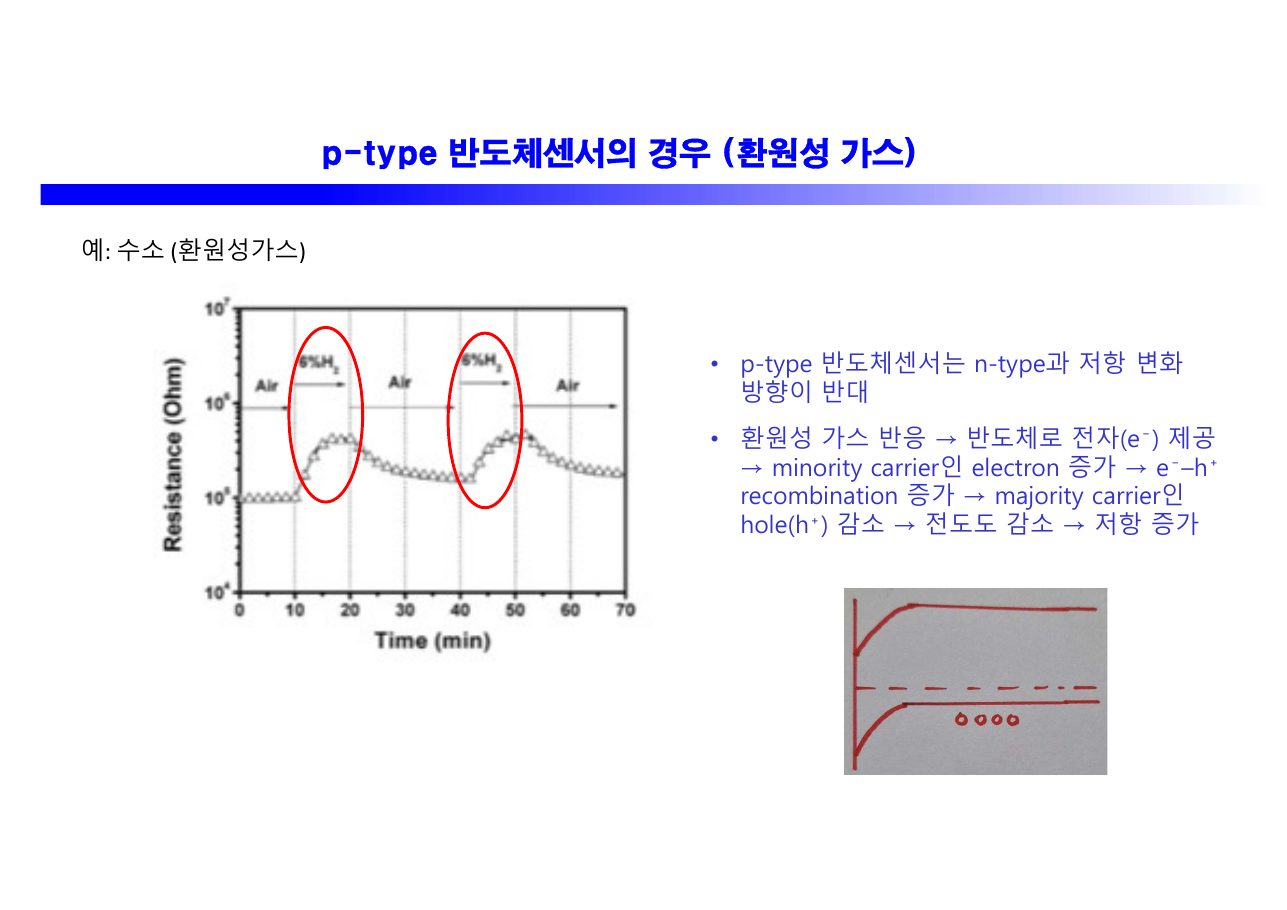 p-type 반도체센서의 경우 (환원성 가스)
예: 수소 (환원성가스)
10⁷
6%H₂
6%H₂
Air
Air
Air
10⁶
Resistance (Ohm)
10⁵
10⁴
0 10 20 30 40 50 60 70
Time (min)
• p-type 반도체센서는 n-type과 저항 변화
방향이 반대
• 환원성 가스 반응 → 반도체로 전자(e⁻) 제공
→ minority carrier인 electron 증가 → e⁻–h⁺
recombination 증가 → majority carrier인
hole(h⁺) 감소 → 전도도 감소 → 저항 증가